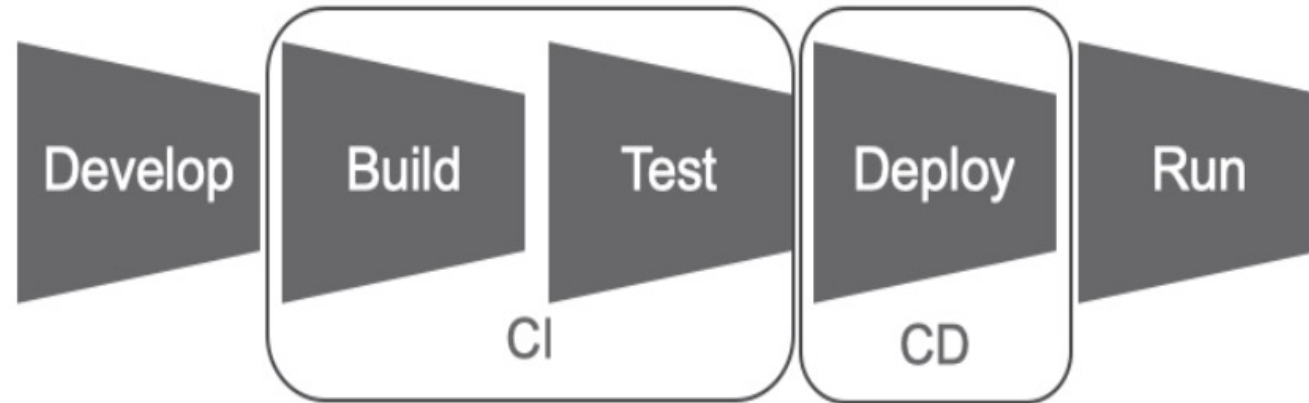 Develop
Build
Test
Deploy
Run
CI
CD